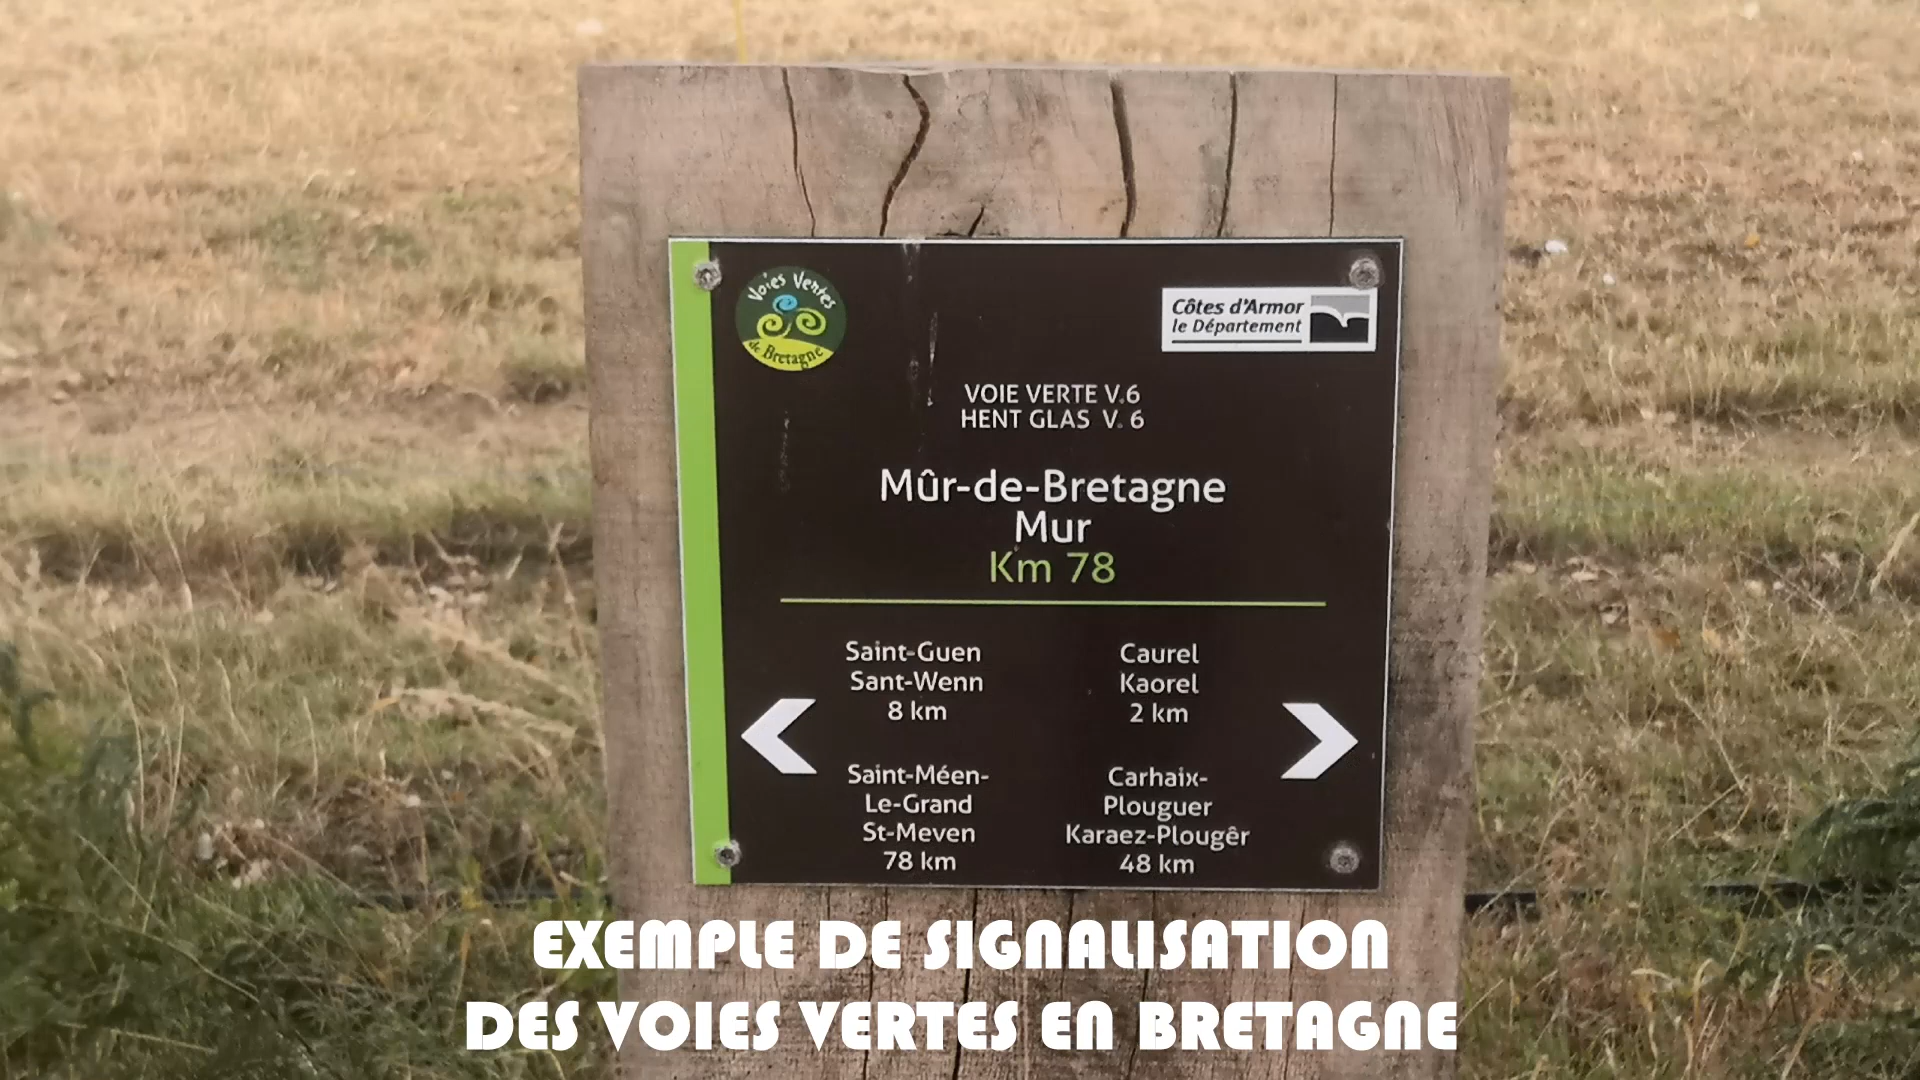 Voies Vertes
de Bretagne
Côtes d'Armor
le Département
VOIE VERTE V.6
HENT GLAS V. 6
Mûr-de-Bretagne
Mur
Km 78
Saint-Guen
Sant-Wenn
8 km
Caurel
Kaorel
2 km
Saint-Méen-
Le-Grand
St-Meven
78 km
Carhaix-
Plouguer
Karaez-Plougêr
48 km
EXEMPLE DE SIGNALISATION
DES VOIES VERTES EN BRETAGNE